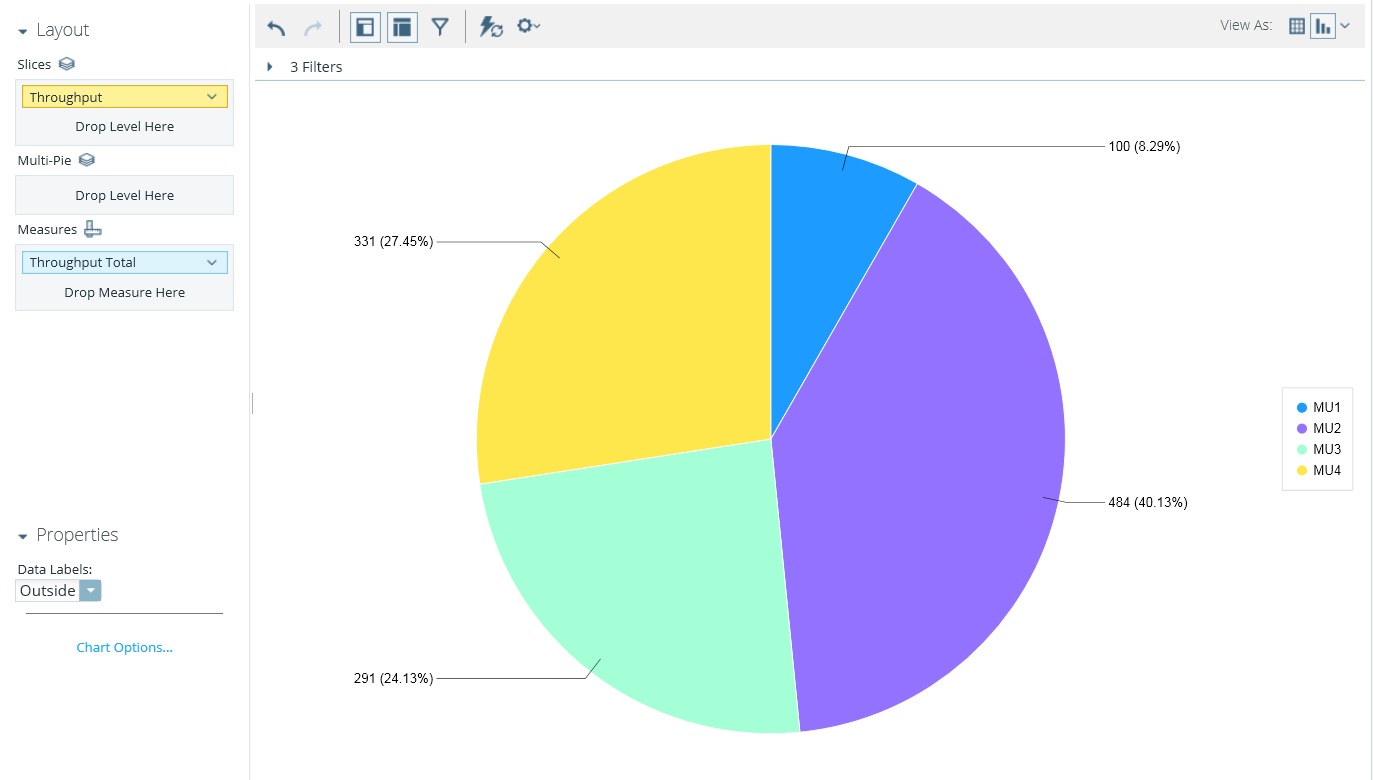 Layout
Slices
Throughput
Drop Level Here
Multi-Pie
Drop Level Here
Measures
Throughput Total
Drop Measure Here
Properties
Data Labels:
Outside
Chart Options...
View As:
3 Filters
100 (8.29%)
331 (27.45%)
484 (40.13%)
291 (24.13%)
MU1
MU2
MU3
MU4